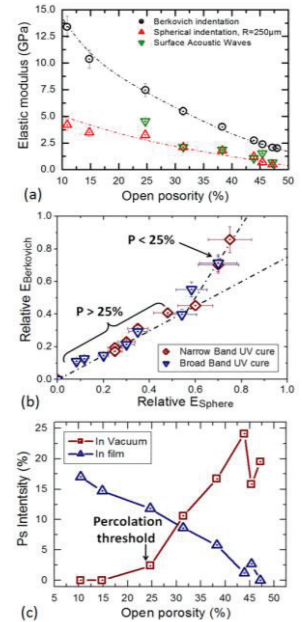 15.0
12.5
10.0
7.5
5.0
2.5
0.0
Elastic modulus (GPa)
Berkovich indentation
Spherical indentation, R=250µm
Surface Acoustic Waves
10 15 20 25 30 35 40 45 50
Open posority (%)
(a)
1.0
0.8
0.6
0.4
0.2
0.0
Relative E Berkovich
P < 25%
P > 25%
Narrow Band UV cure
Broad Band UV cure
0.0 0.2 0.4 0.6 0.8 1.0
Relative E Sphere
(b)
25
20
15
10
5
0
Ps Intentsity (%)
In Vacuum
In film
Percolation
threshold
5 10 15 20 25 30 35 40 45 50
Open porosity (%)
(c)